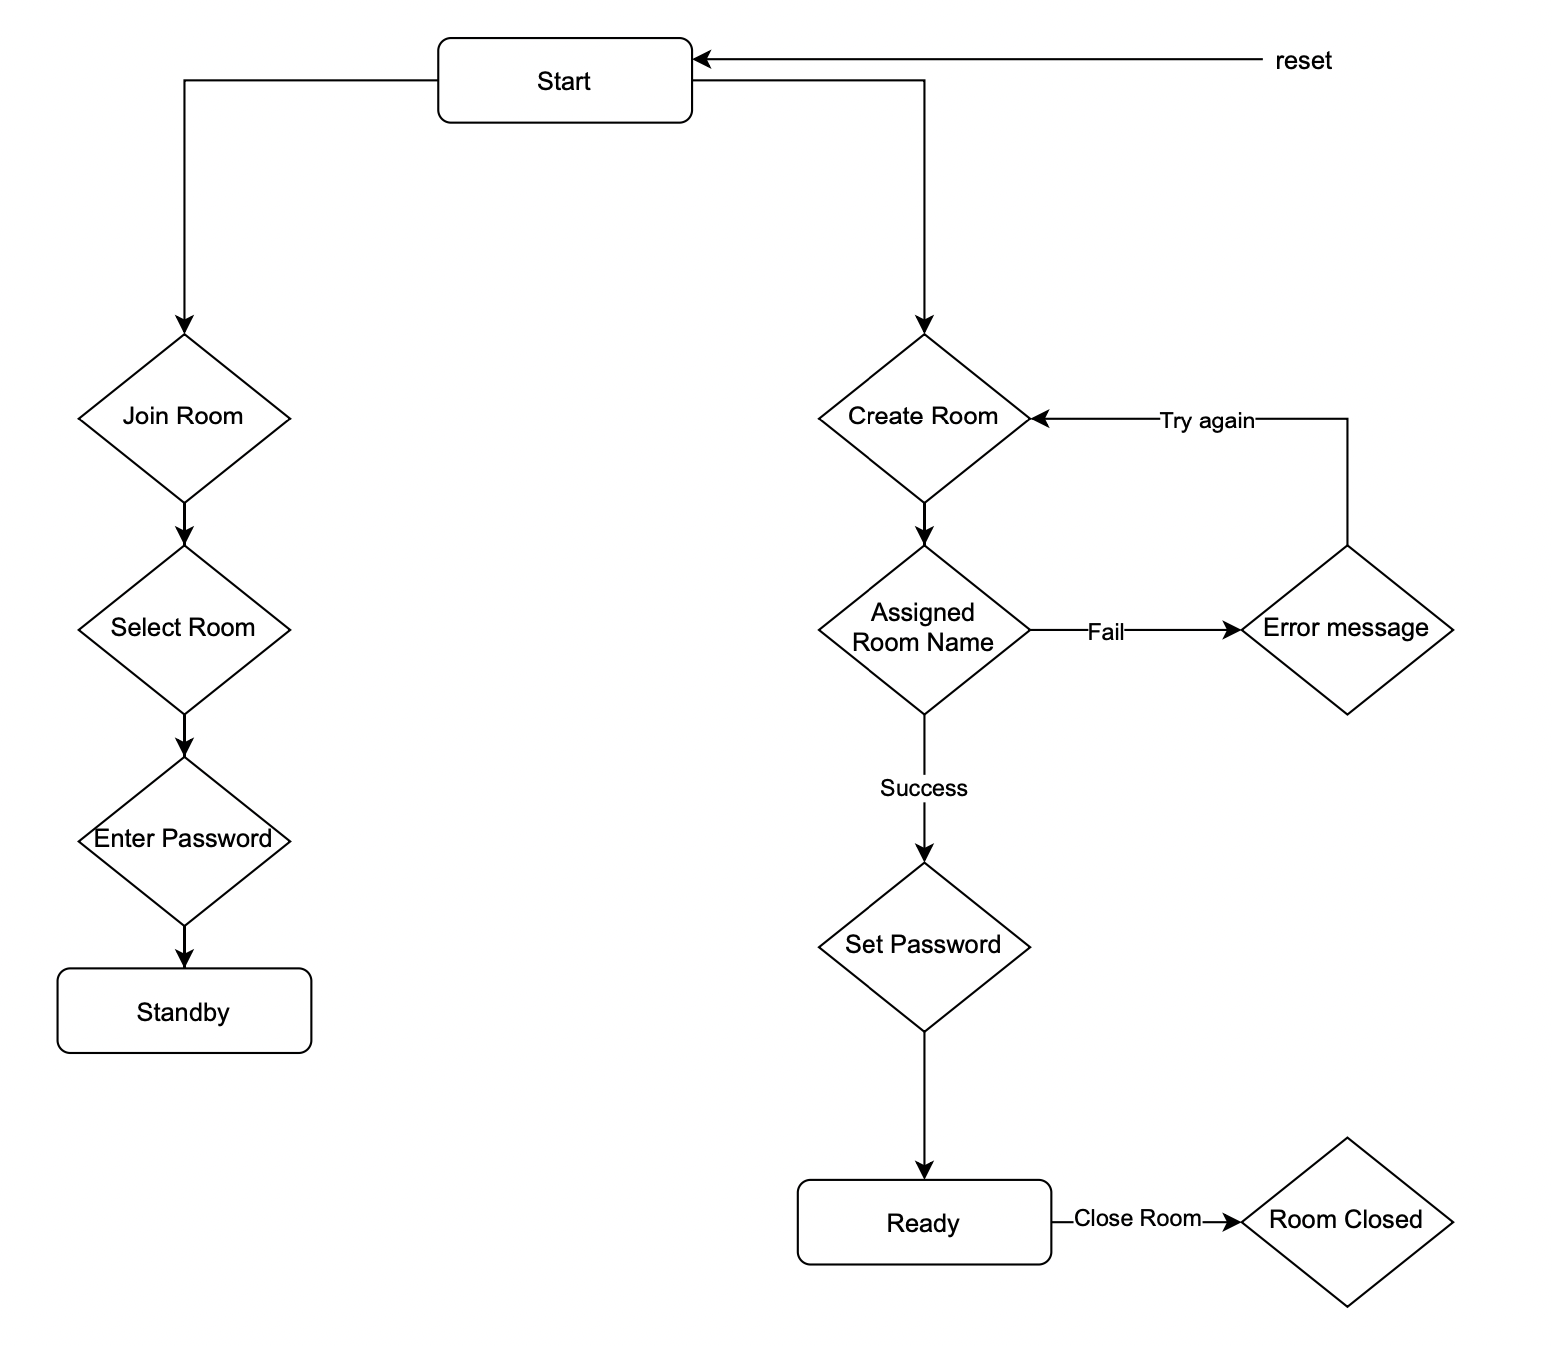 Start
reset
Join Room
Create Room
Try again
Select Room
Assigned
Room Name
Fail
Error message
Success
Enter Password
Set Password
Standby
Ready
Close Room
Room Closed